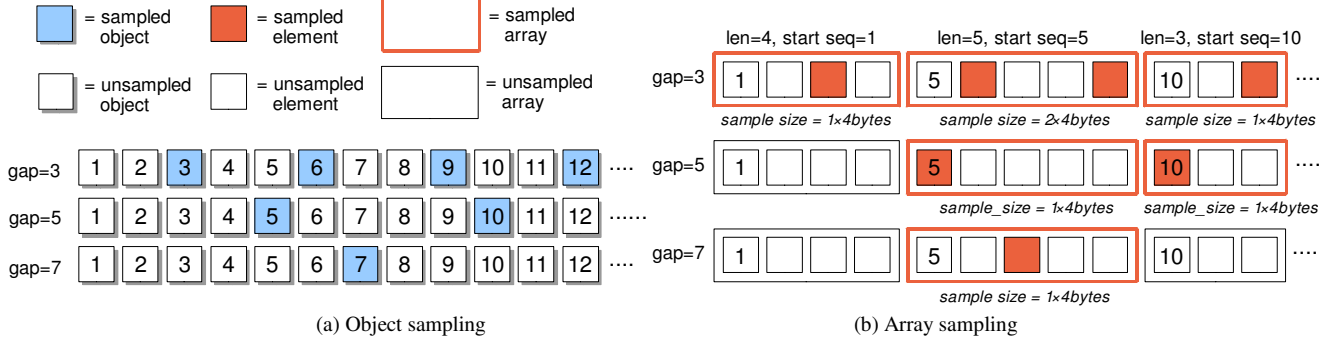 = sampled object
= sampled element
= sampled array
= unsampled object
= unsampled element
= unsampled array
gap=3 1 2 3 4 5 6 7 8 9 10 11 12 ....
gap=5 1 2 3 4 5 6 7 8 9 10 11 12 ......
gap=7 1 2 3 4 5 6 7 8 9 10 11 12 ....
(a) Object sampling
len=4, start seq=1 len=5, start seq=5 len=3, start seq=10
gap=3 1 5 10 ....
sample size = 1×4bytes sample size = 2×4bytes sample size = 1×4bytes
gap=5 1 5 10 ....
sample_size = 1×4bytes sample_size = 1×4bytes
gap=7 1 5 10 ....
sample size = 1×4bytes
(b) Array sampling